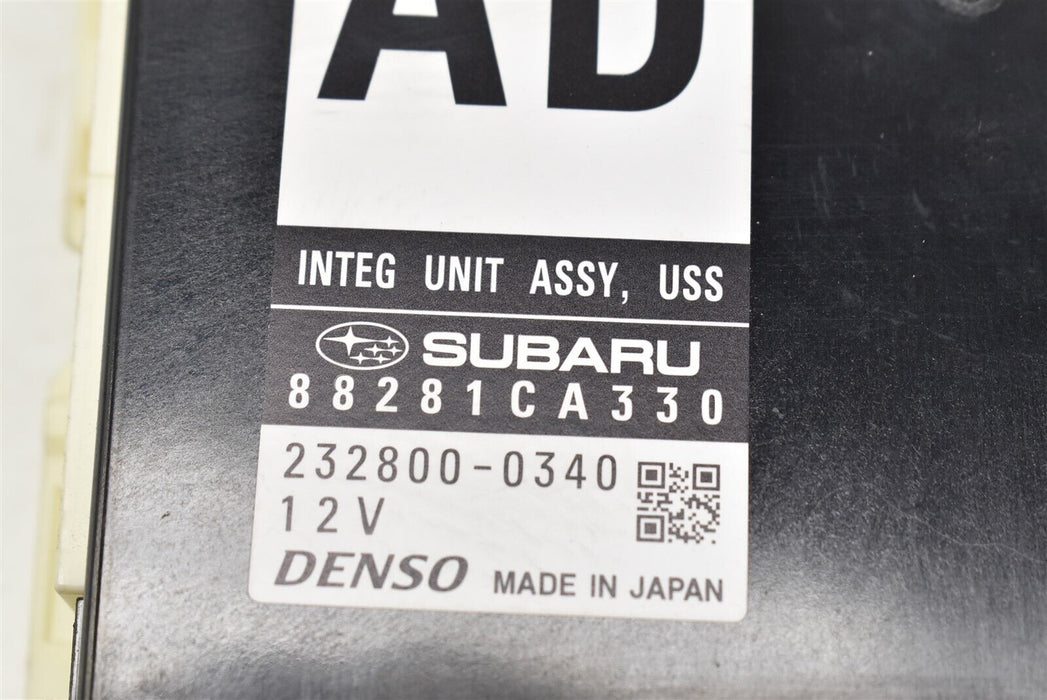 AD
INTEG UNIT ASSY, USS
SUBARU
88281CA330
232800-0340
12V
DENSO MADE IN JAPAN